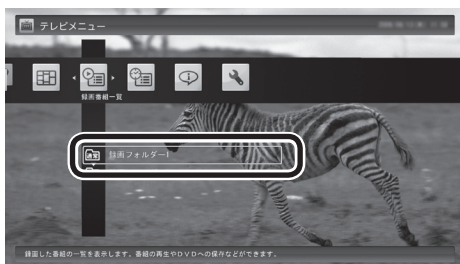 テレビメニュー
録画番組一覧
通常 録画フォルダー1
録画した番組の一覧を表示します。番組の再生やDVDへの保存などができます。